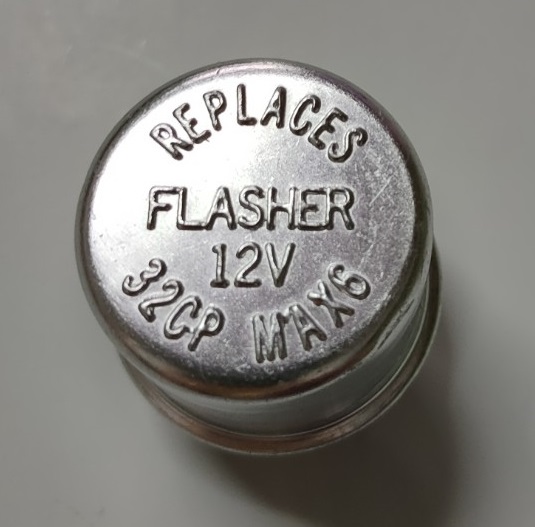 REPLACES
FLASHER
12V
32CP MAX6